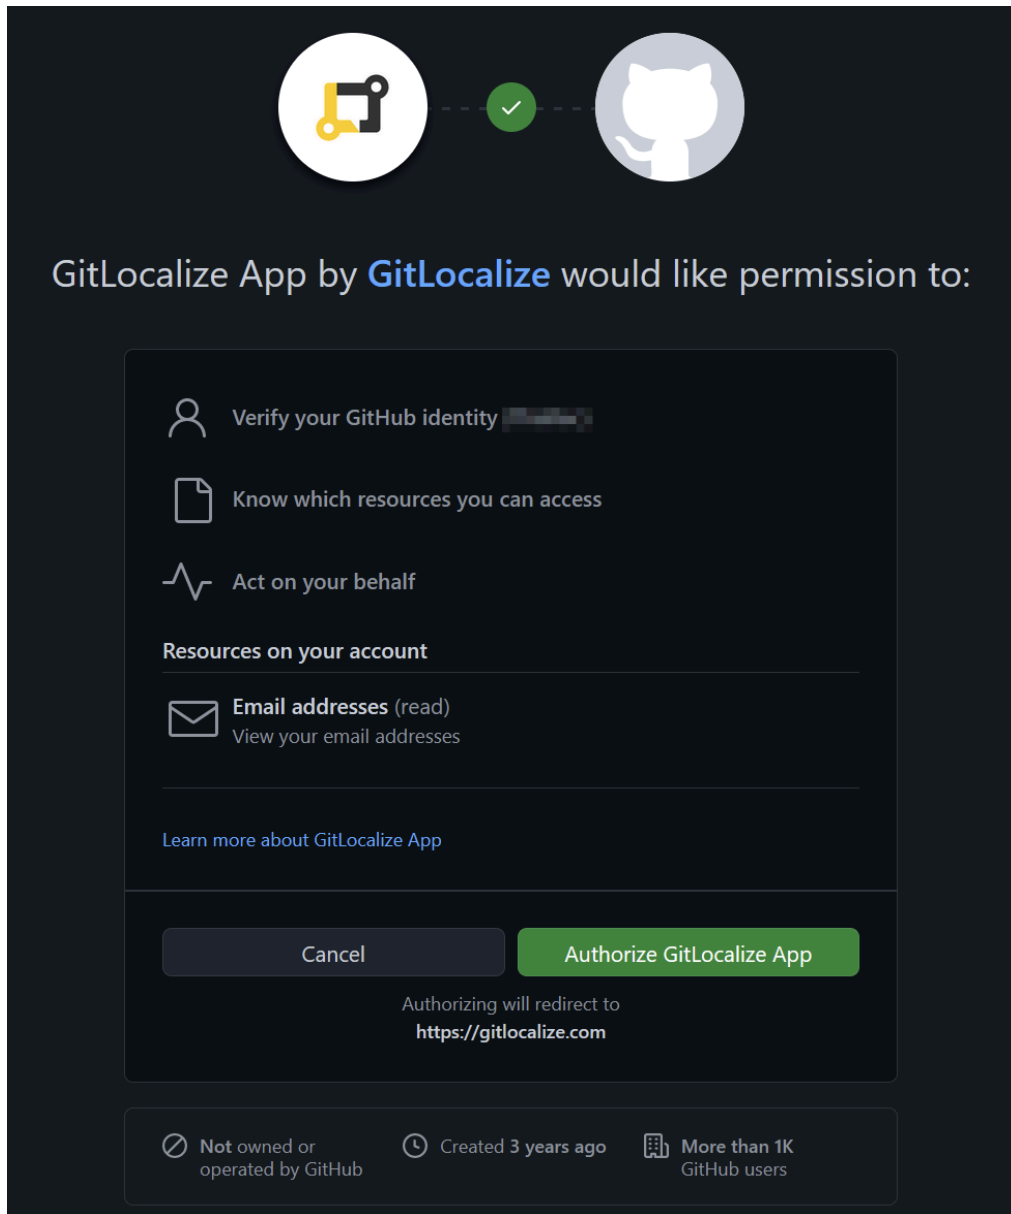 GitLocalize App by GitLocalize would like permission to:
Verify your GitHub identity
Know which resources you can access
Act on your behalf
Resources on your account
Email addresses (read)
View your email addresses
Learn more about GitLocalize App
Cancel
Authorize GitLocalize App
Authorizing will redirect to
https://gitlocalize.com
Not owned or
operated by GitHub
Created 3 years ago
More than 1K
GitHub users